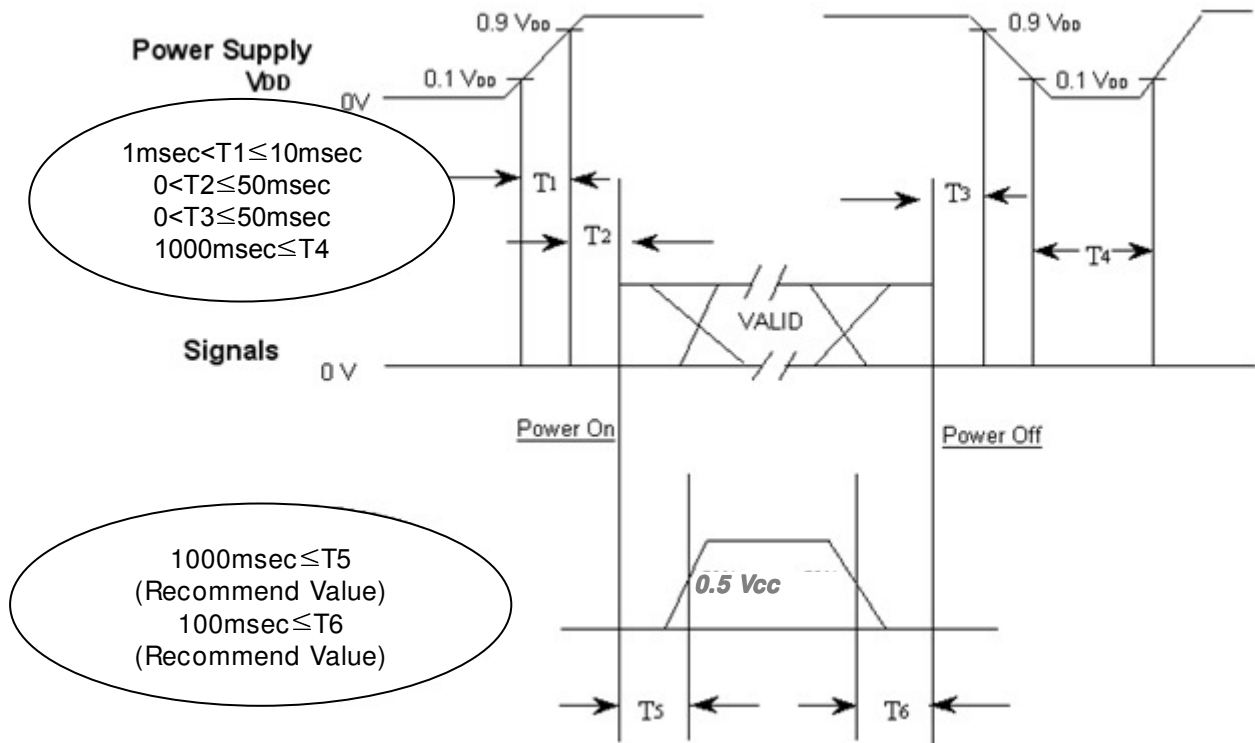 0.9 VDD
0.9 VDD
Power Supply
VDD
0.1 VDD
0.1 VDD
0V
1msec<T1≦10msec
0<T2≦50msec
0<T3≦50msec
1000msec≦T4
T1
T3
T2
T4
VALID
Signals
0 V
Power On
Power Off
1000msec≦T5
(Recommend Value)
100msec≦T6
(Recommend Value)
0.5 Vcc
T5
T6